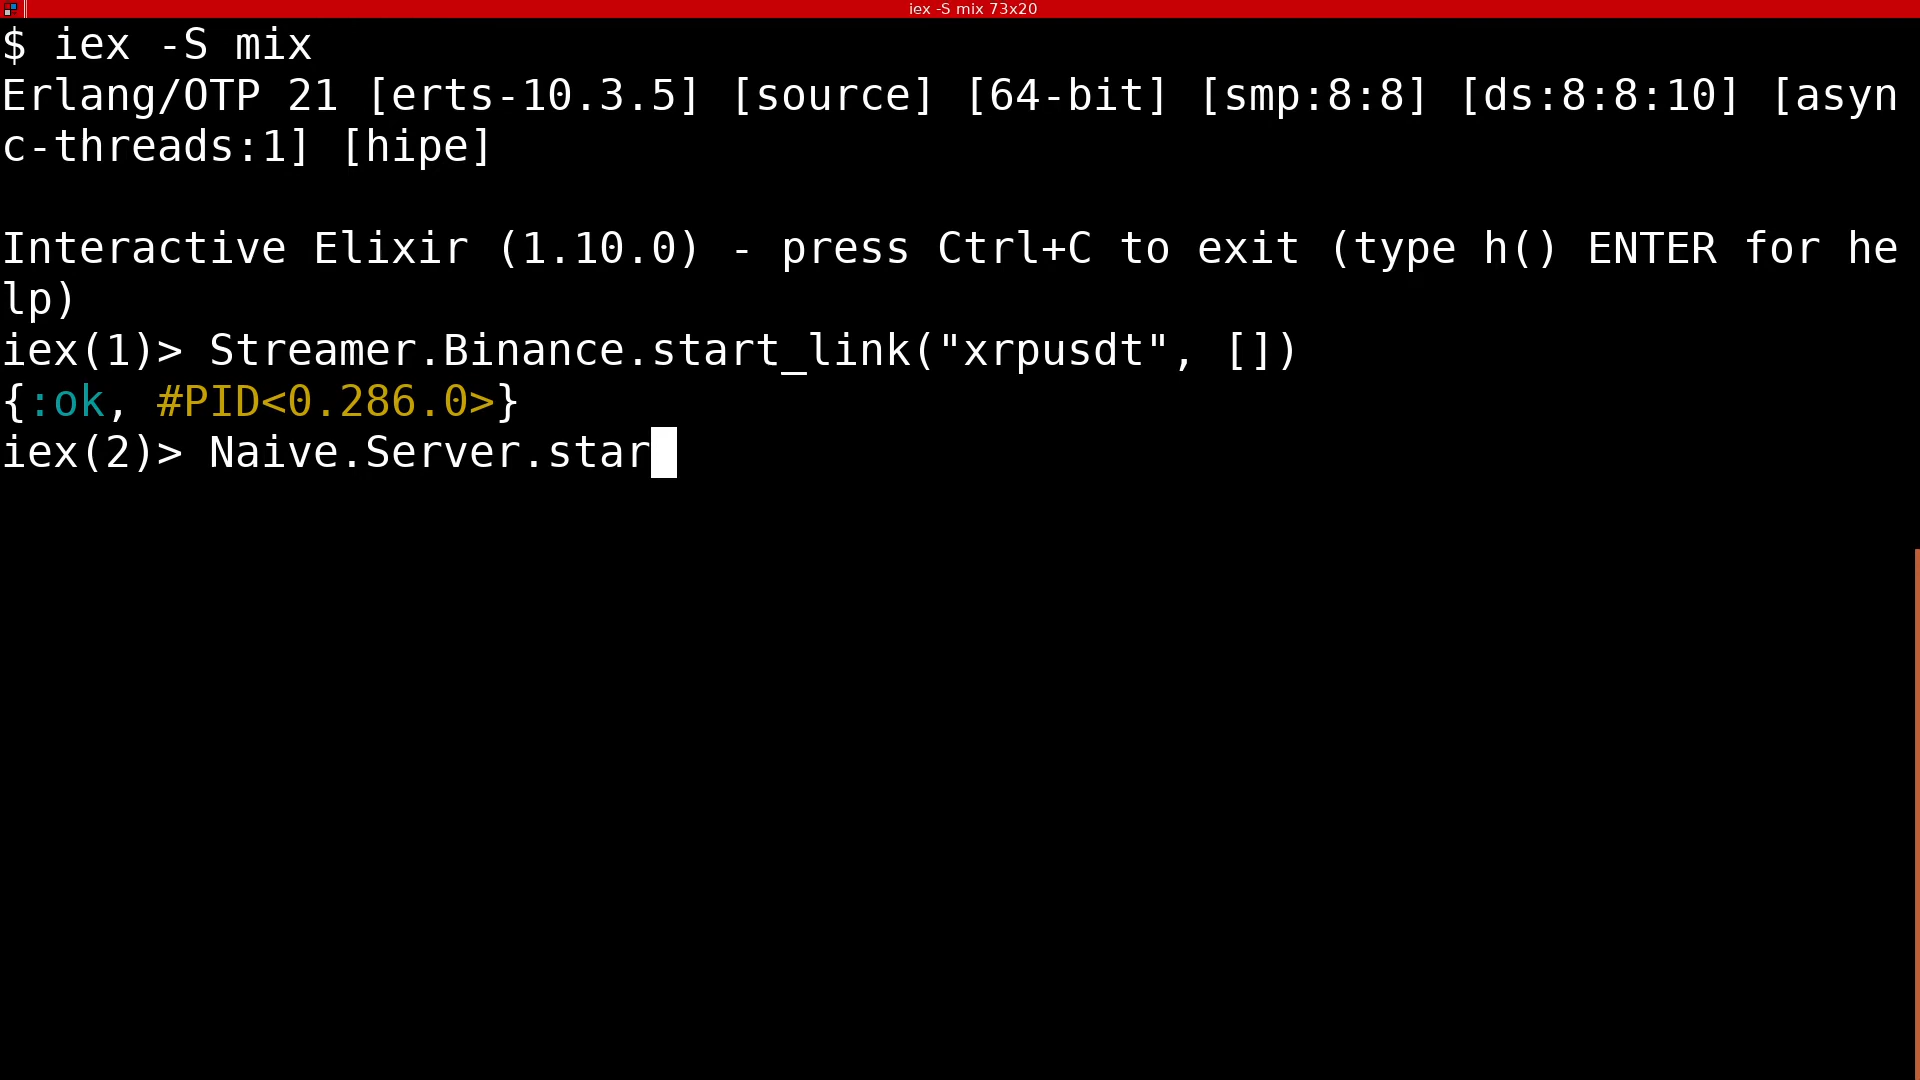 iex -S mix 73x20
$ iex -S mix
Erlang/OTP 21 [erts-10.3.5] [source] [64-bit] [smp:8:8] [ds:8:8:10] [asyn
c-threads:1] [hipe]
Interactive Elixir (1.10.0) - press Ctrl+C to exit (type h() ENTER for he
lp)
iex(1)> Streamer.Binance.start_link("xrpusdt", [])
{:ok, #PID<0.286.0>}
iex(2)> Naive.Server.star